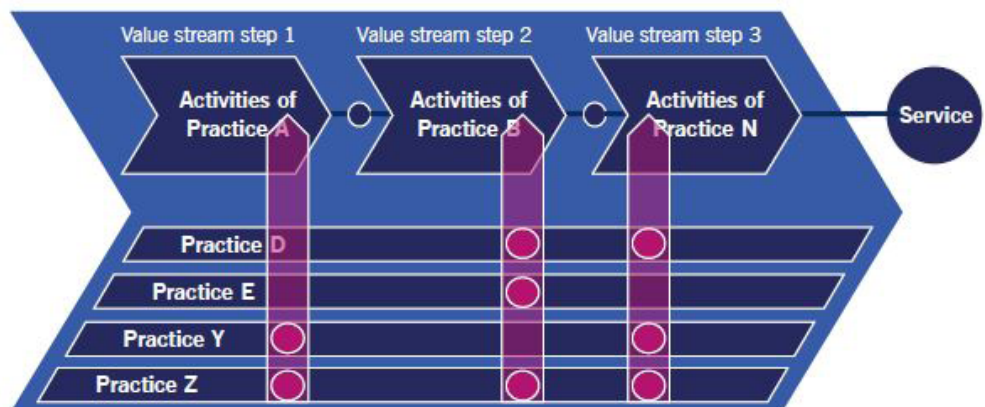 Value stream step 1
Value stream step 2
Value stream step 3
Activities of
Practice A
Activities of
Practice B
Activities of
Practice N
Service
Practice D
Practice E
Practice Y
Practice Z